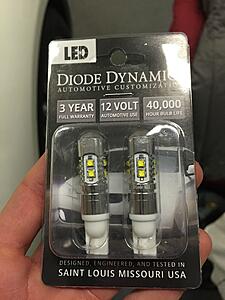 LED
DIODE DYNAMICS
AUTOMOTIVE CUSTOMIZATION
3 YEAR 12 VOLT 40,000
FULL WARRANTY AUTOMOTIVE USE HOUR BULB LIFE
DESIGNED, ENGINEERED, AND TESTED IN
SAINT LOUIS MISSOURI USA